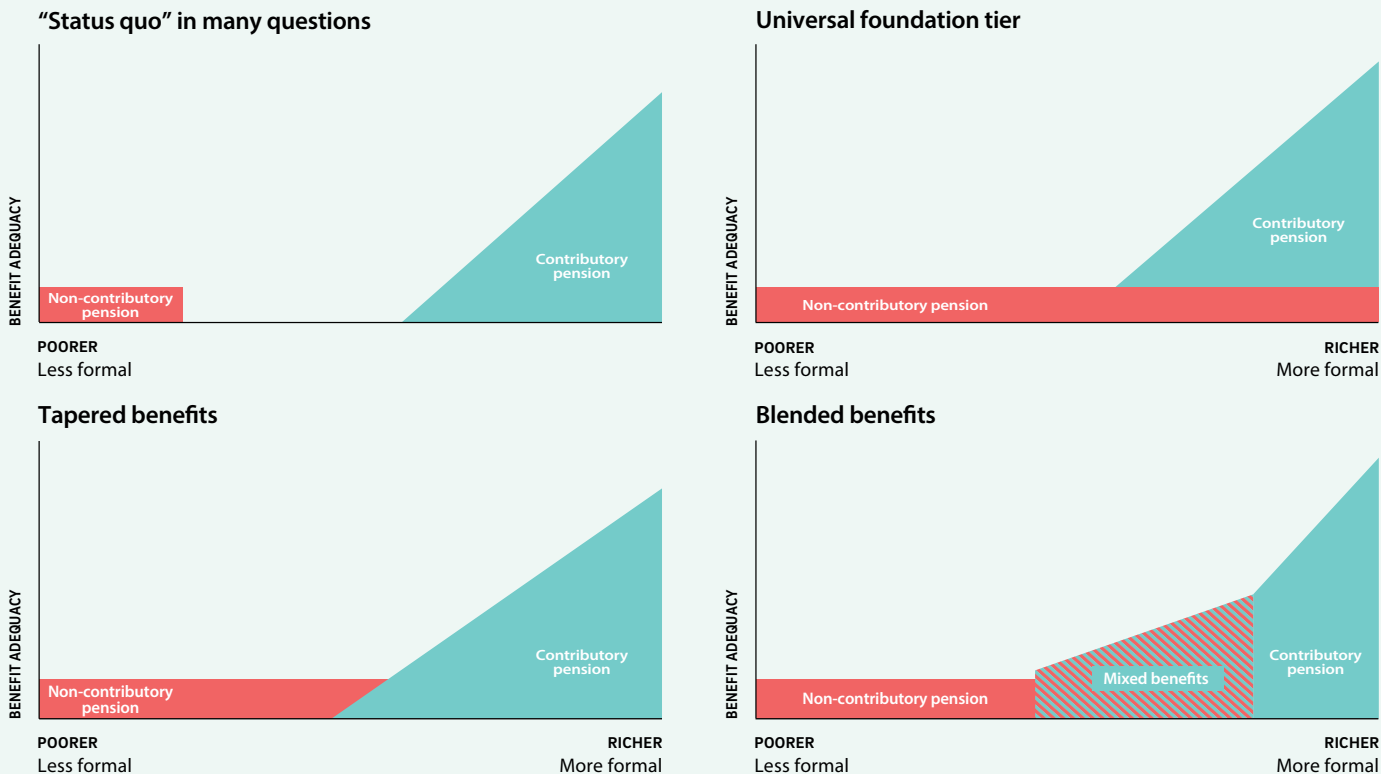 “Status quo” in many questions
BENEFIT ADEQUACY
Non-contributory
pension
Contributory
pension
POORER
Less formal
Universal foundation tier
BENEFIT ADEQUACY
Non-contributory pension
Contributory
pension
POORER
Less formal
RICHER
More formal
Tapered benefits
BENEFIT ADEQUACY
Non-contributory
pension
Contributory
pension
POORER
Less formal
RICHER
More formal
Blended benefits
BENEFIT ADEQUACY
Non-contributory pension
Mixed benefits
Contributory
pension
POORER
Less formal
RICHER
More formal